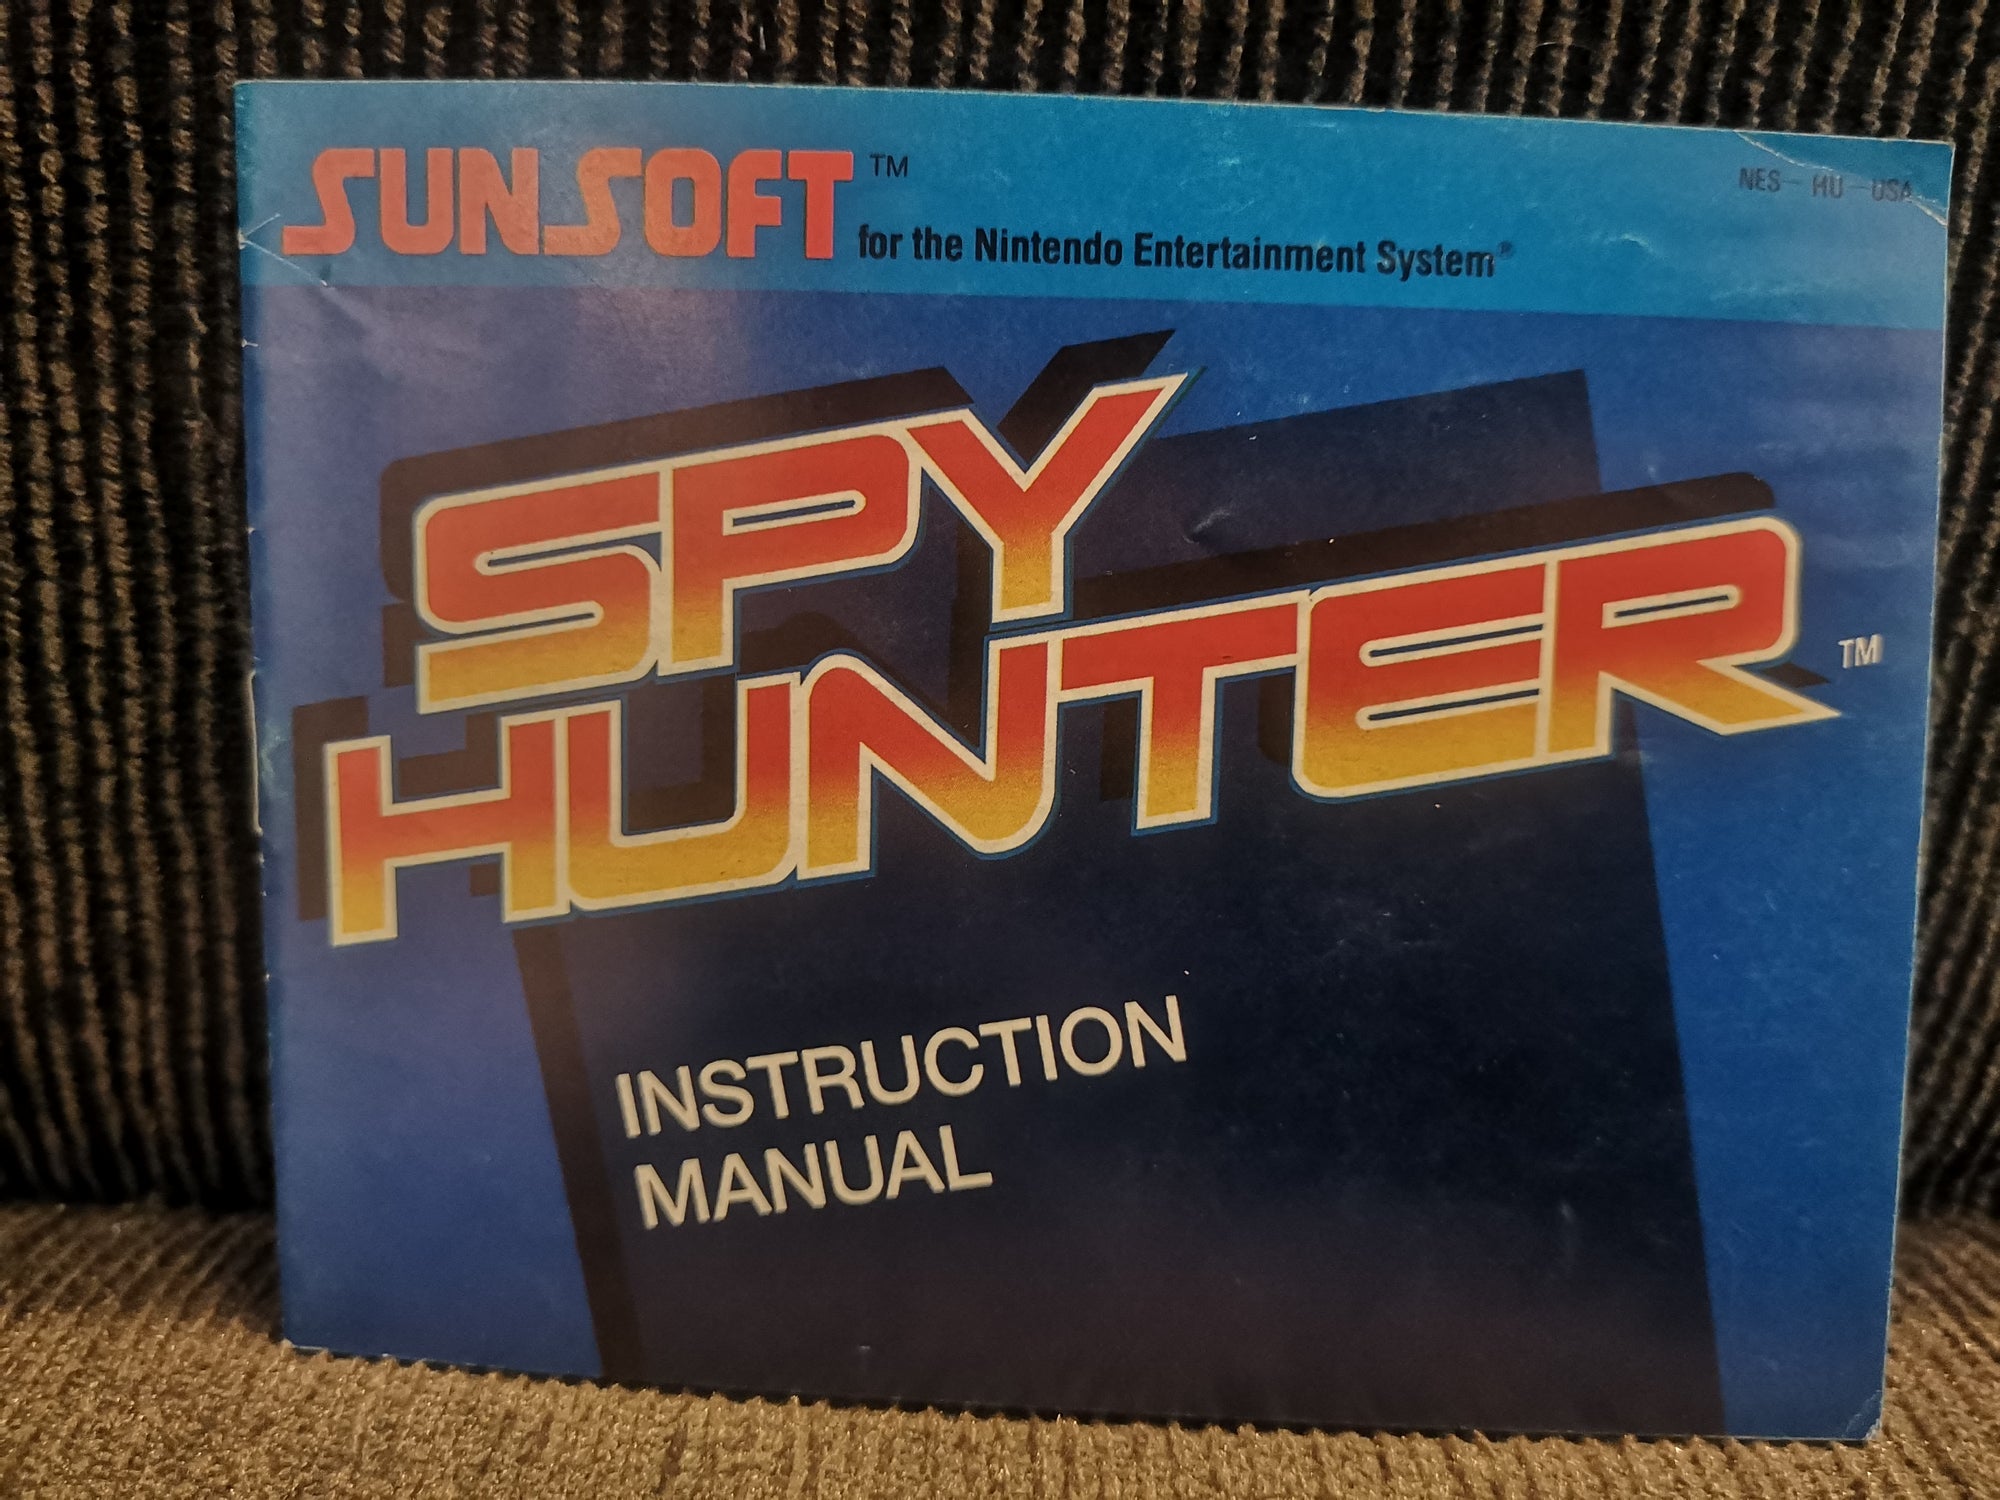 SUNSOFT™
for the Nintendo Entertainment System®
NES-HU-USA
SPY
HUNTER™
INSTRUCTION
MANUAL